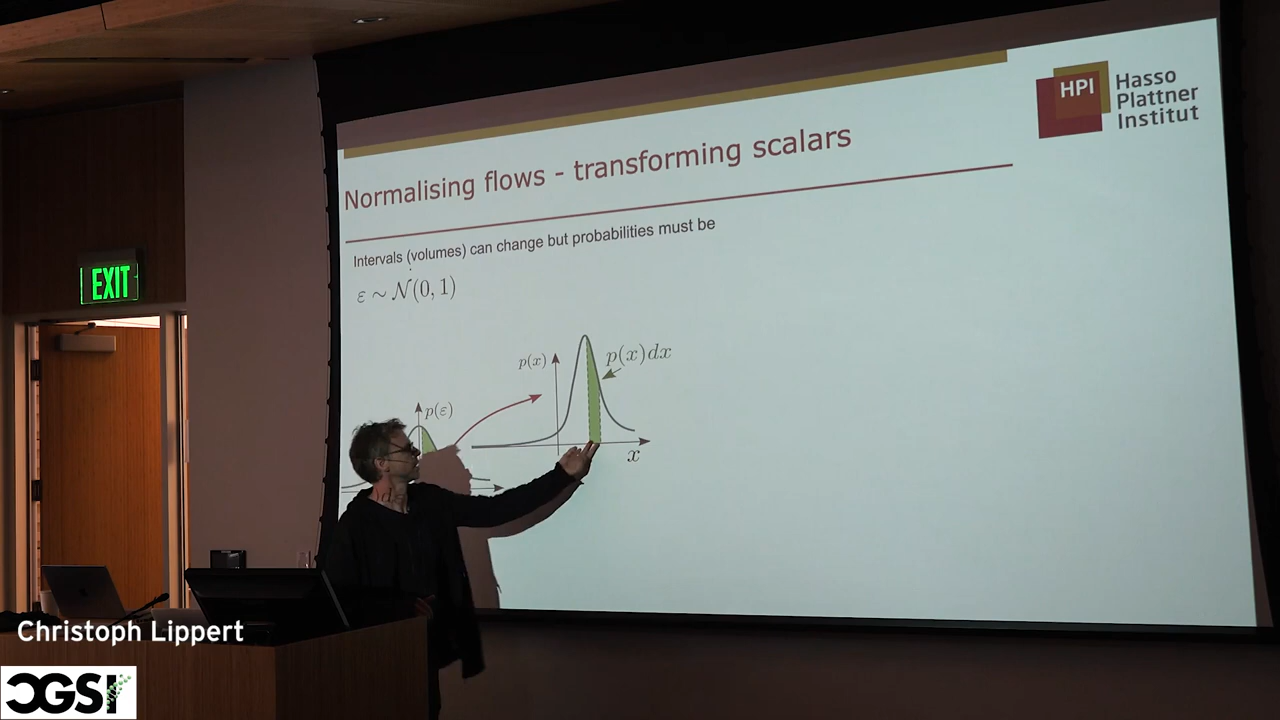 HPI Hasso
Plattner
Institut
Normalising flows - transforming scalars
Intervals (volumes) can change but probabilities must be
ε ∼ N(0, 1)
p(x)
p(x)dx
p(ε)
x
EXIT
Christoph Lippert
CGSI